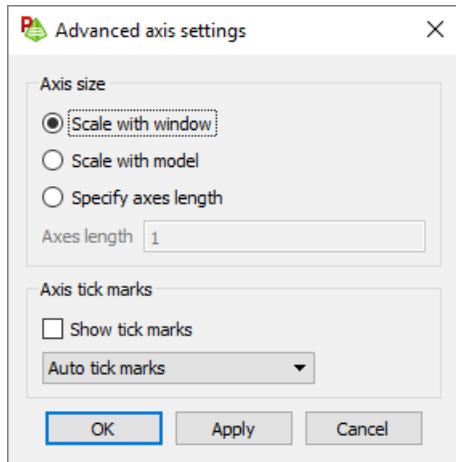 Advanced axis settings
Axis size
Scale with window
Scale with model
Specify axes length
Axes length 1
Axis tick marks
Show tick marks
Auto tick marks
OK Apply Cancel